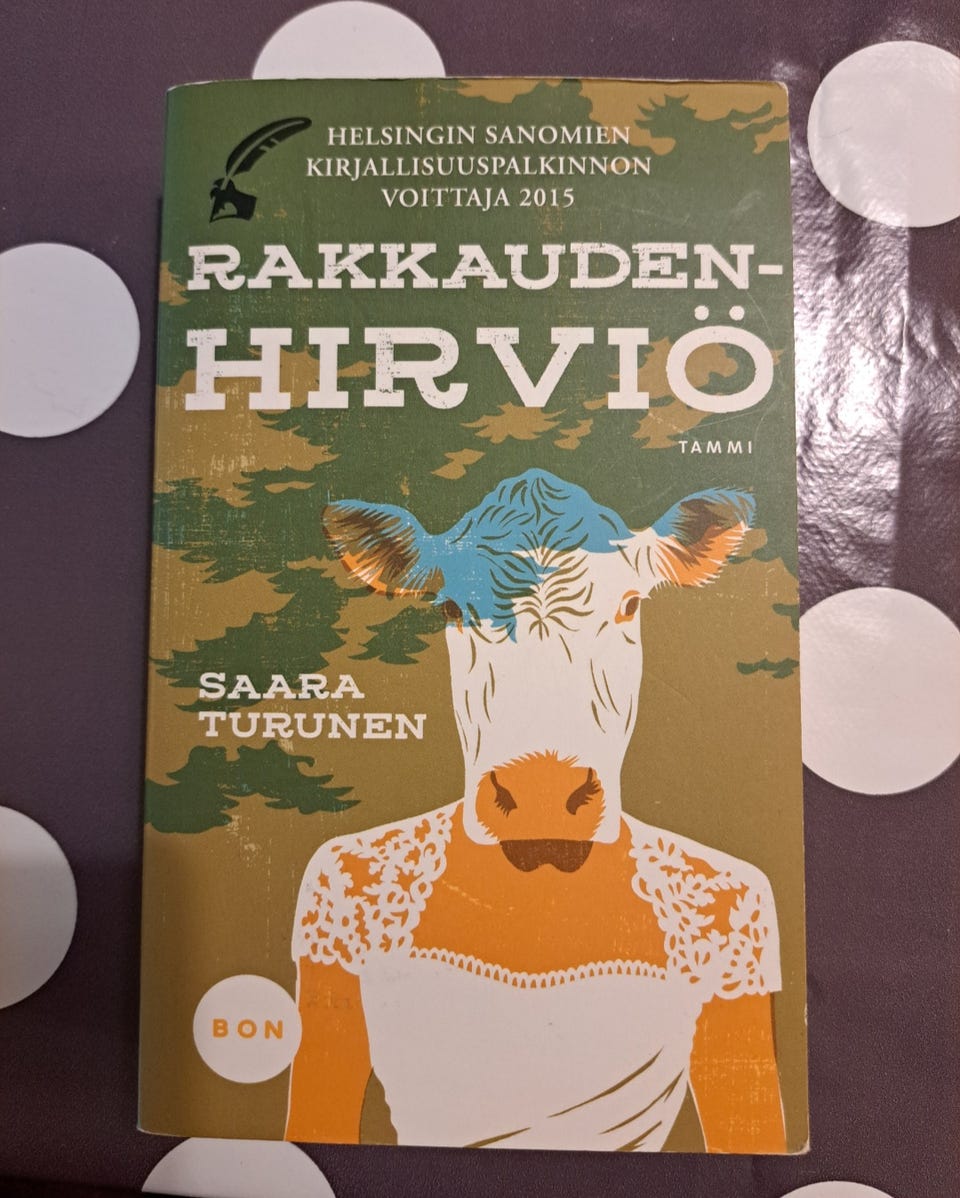 HELSINGIN SANOMIEN
KIRJALLISUUSPALKINNON
VOITTAJA 2015
RAKKAUDEN-
HIRVIÖ
TAMMI
SAARA
TURUNEN
BON